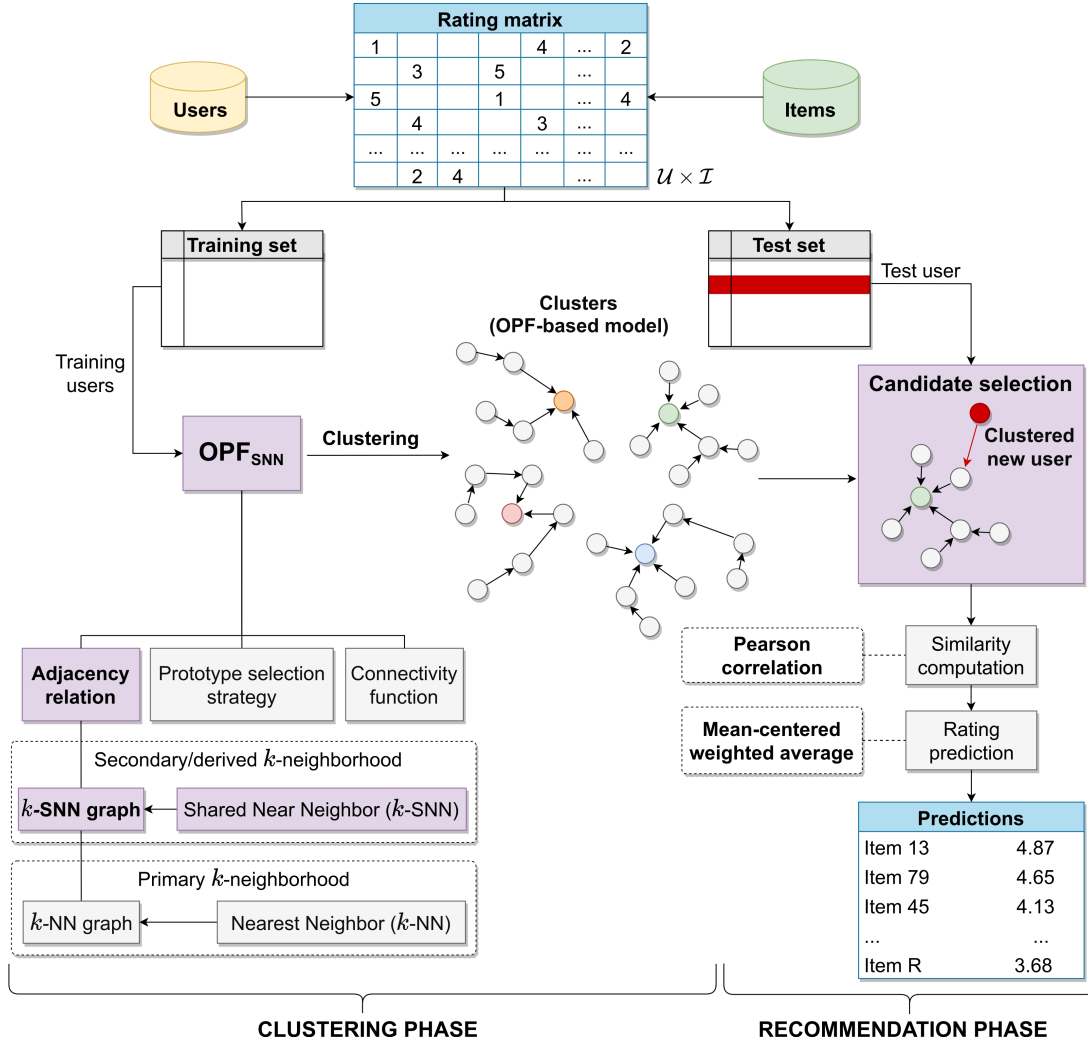 Rating matrix
1 4 ... 2
3 5 ...
5 1 ... 4
4 3 ...
... ... ... ... ... ... ...
2 4 ...
Users
Items
𝒰 × ℐ
Training set
Test set
Test user
Training
users
Clusters
(OPF-based model)
OPF_SNN
Clustering
Candidate selection
Clustered
new user
Adjacency
relation
Prototype selection
strategy
Connectivity
function
Pearson
correlation
Similarity
computation
Mean-centered
weighted average
Rating
prediction
Secondary/derived k-neighborhood
k-SNN graph
Shared Near Neighbor (k-SNN)
Primary k-neighborhood
k-NN graph
Nearest Neighbor (k-NN)
Predictions
Item 13 4.87
Item 79 4.65
Item 45 4.13
... ...
Item R 3.68
CLUSTERING PHASE
RECOMMENDATION PHASE